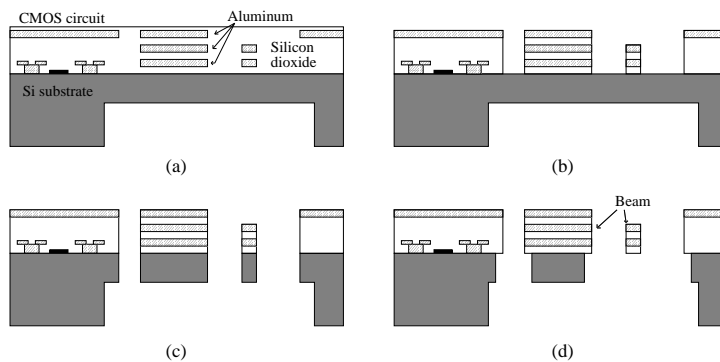 CMOS circuit
Aluminum
Silicon
dioxide
Si substrate
(a)
(b)
Beam
(c)
(d)